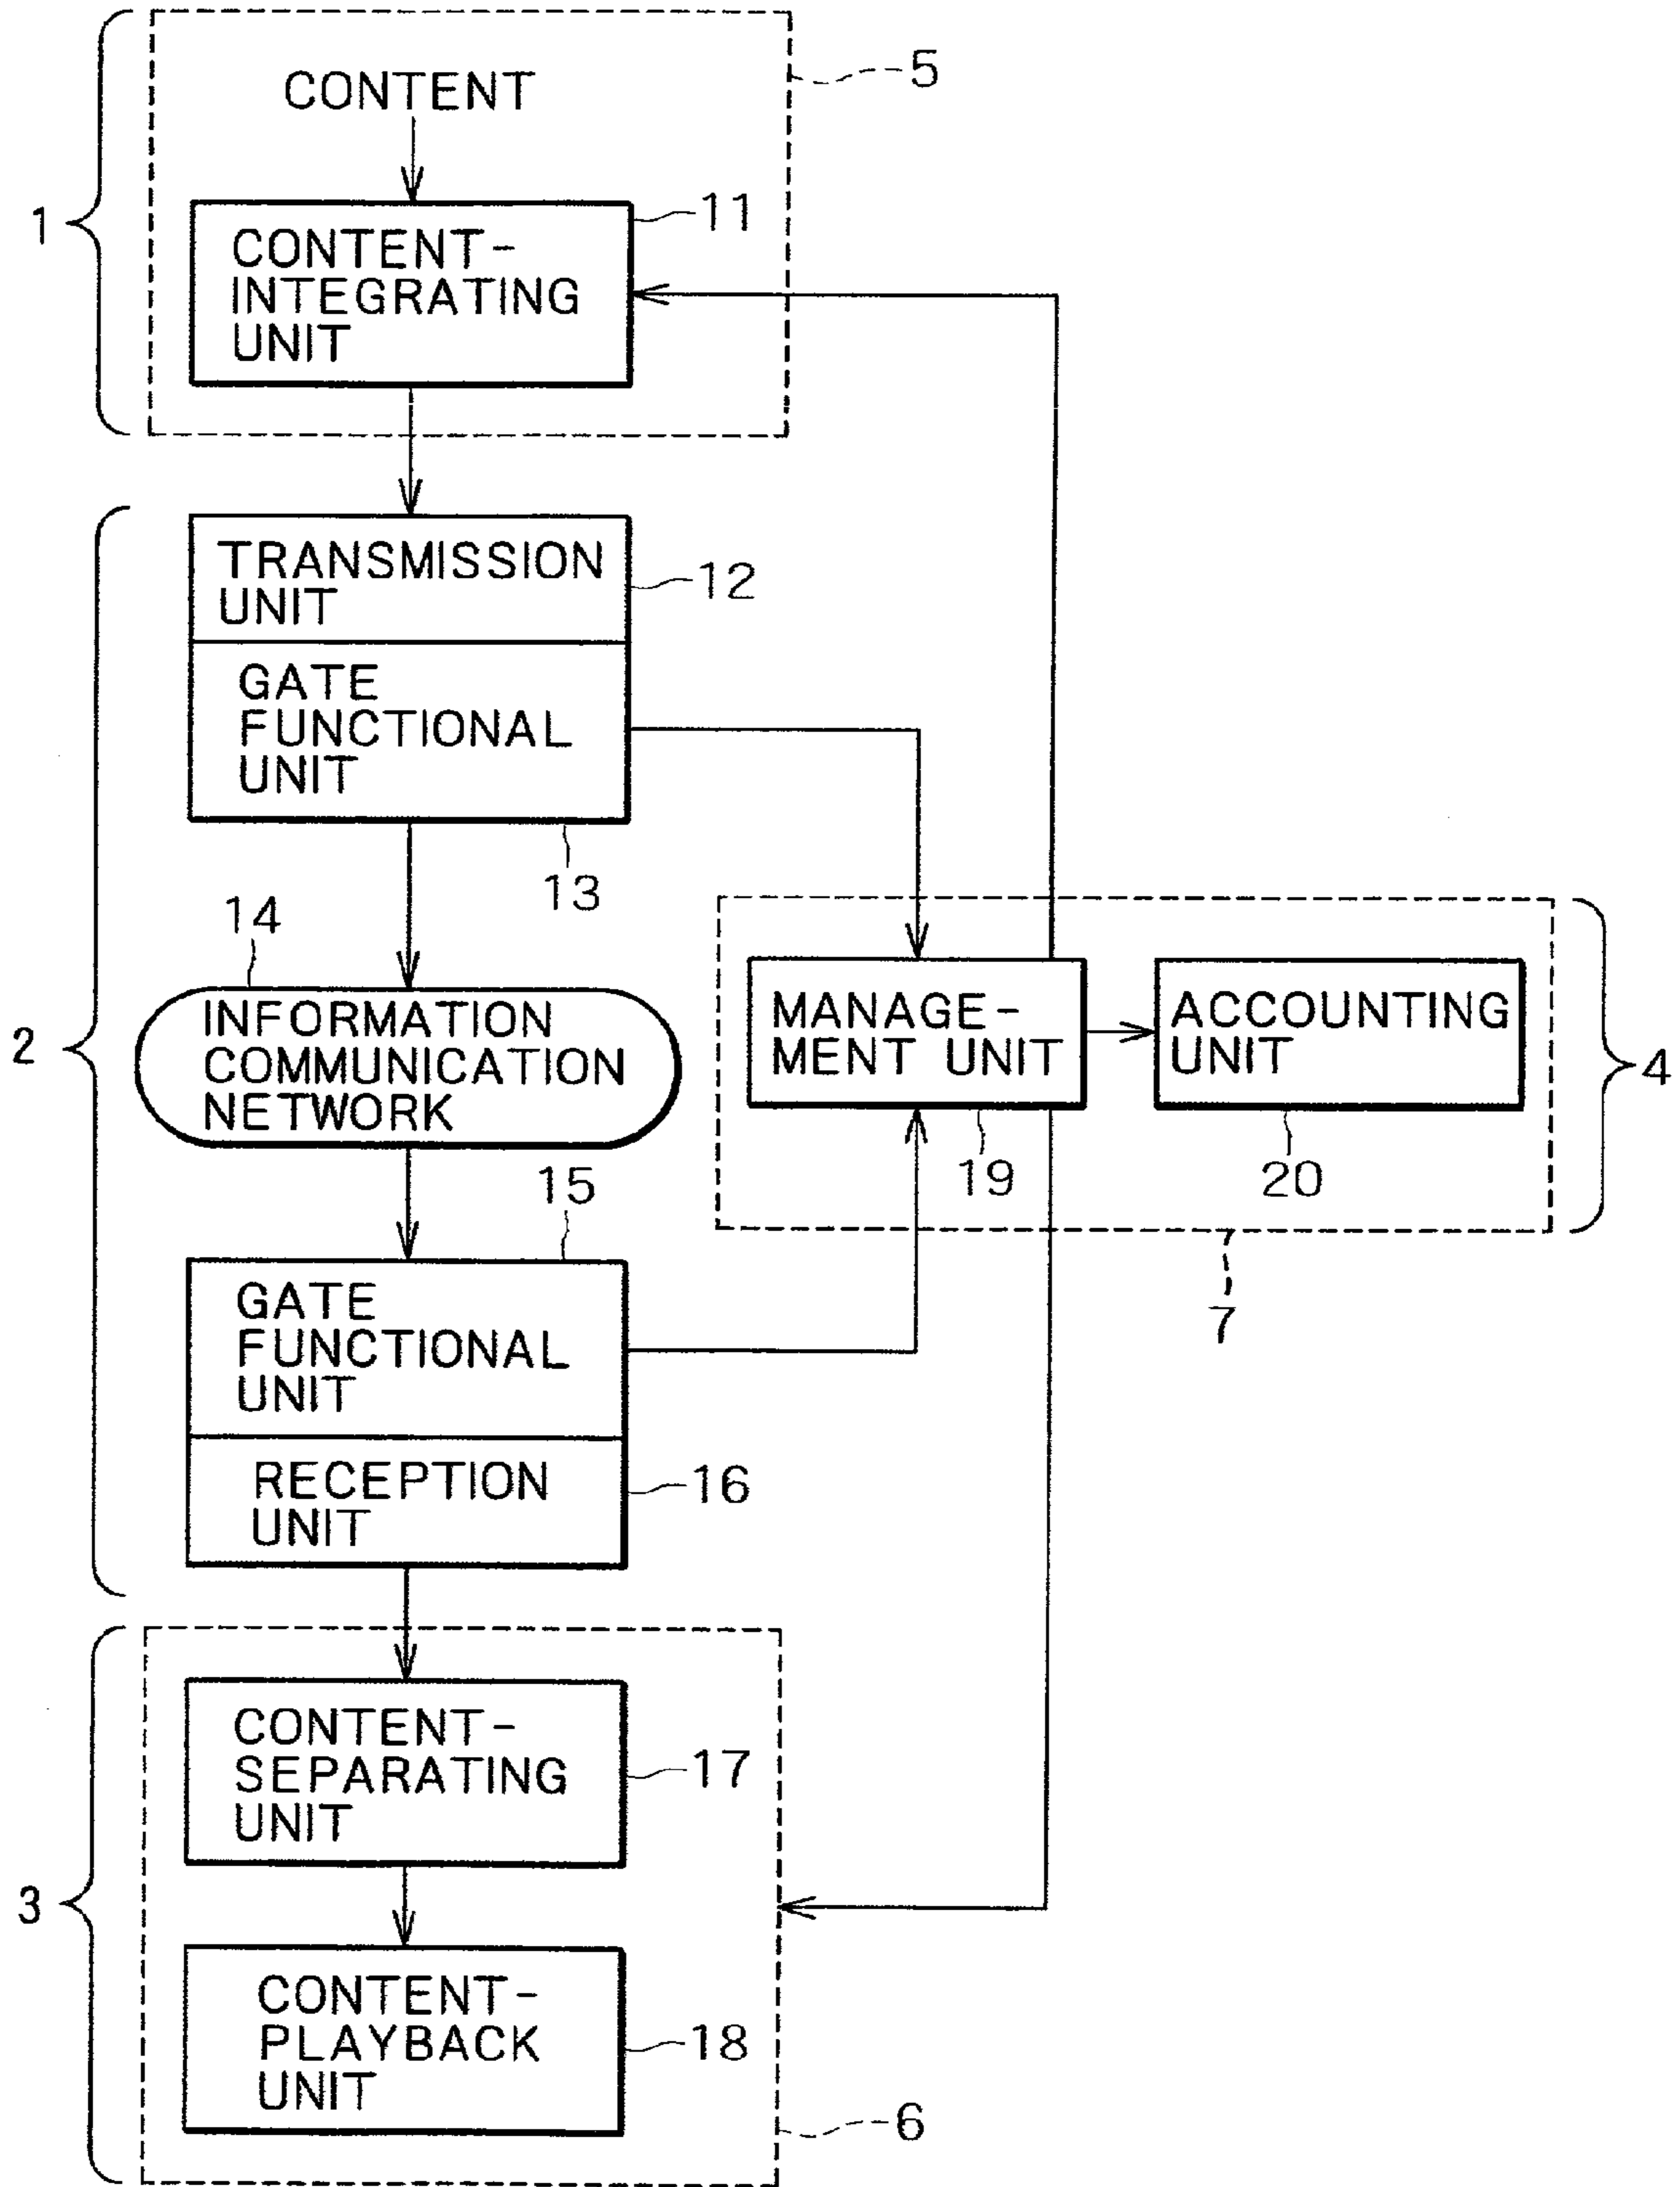 5
CONTENT
1
11
CONTENT-
INTEGRATING
UNIT
TRANSMISSION
UNIT
12
GATE
FUNCTIONAL
UNIT
13
14
2
INFORMATION
COMMUNICATION
NETWORK
MANAGE-
MENT UNIT
ACCOUNTING
UNIT
4
19
20
7
15
GATE
FUNCTIONAL
UNIT
RECEPTION
UNIT
16
3
CONTENT-
SEPARATING
UNIT
17
CONTENT-
PLAYBACK
UNIT
18
6